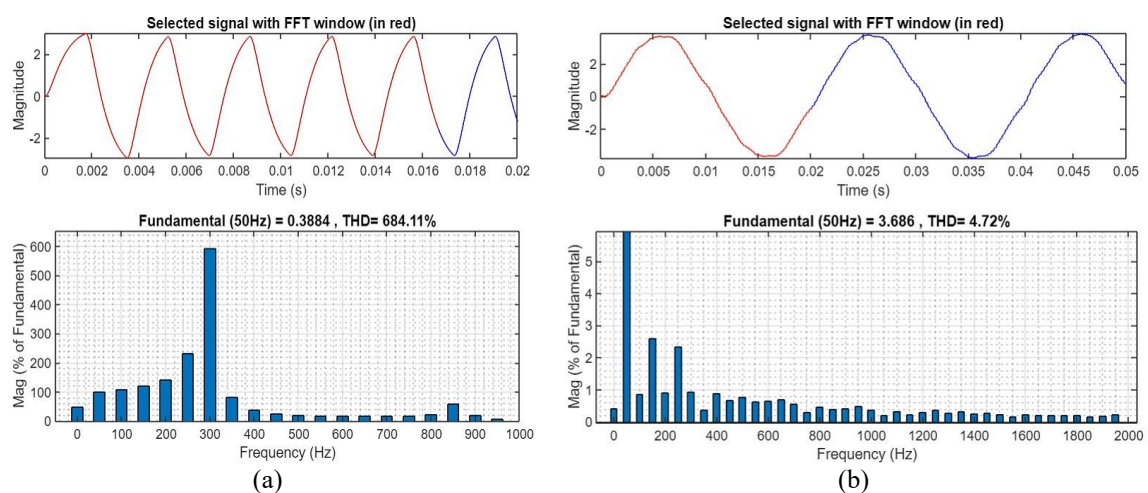 Selected signal with FFT window (in red)
Magnitude
2
0
-2
0 0.002 0.004 0.006 0.008 0.01 0.012 0.014 0.016 0.018 0.02
Time (s)
Fundamental (50Hz) = 0.3884 , THD= 684.11%
Mag (% of Fundamental)
600
500
400
300
200
100
0
0 100 200 300 400 500 600 700 800 900 1000
Frequency (Hz)
(a)
Selected signal with FFT window (in red)
Magnitude
2
0
-2
0 0.005 0.01 0.015 0.02 0.025 0.03 0.035 0.04 0.045 0.05
Time (s)
Fundamental (50Hz) = 3.686 , THD= 4.72%
Mag (% of Fundamental)
5
4
3
2
1
0
0 200 400 600 800 1000 1200 1400 1600 1800 2000
Frequency (Hz)
(b)